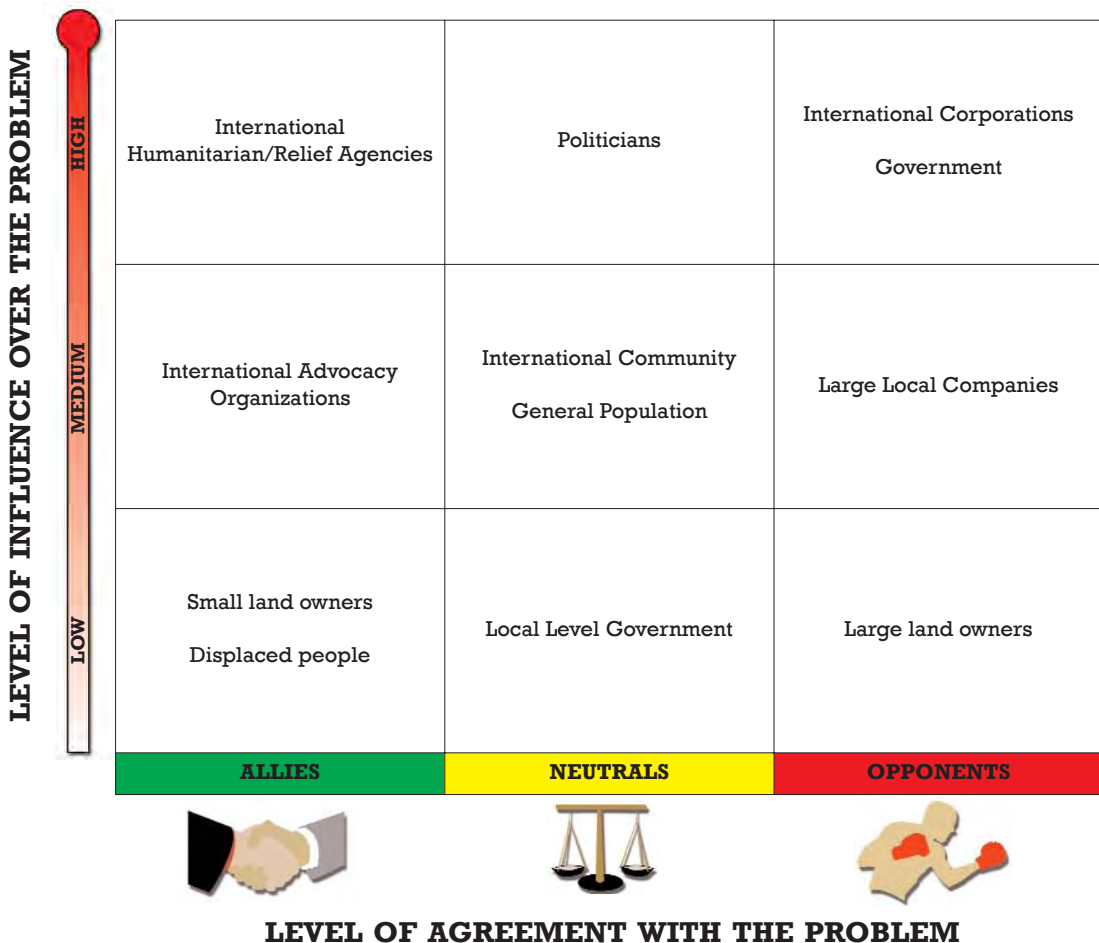 LEVEL OF INFLUENCE OVER THE PROBLEM
HIGH
International
Humanitarian/Relief Agencies
Politicians
International Corporations
Government
MEDIUM
International Advocacy
Organizations
International Community
General Population
Large Local Companies
LOW
Small land owners
Displaced people
Local Level Government
Large land owners
ALLIES
NEUTRALS
OPPONENTS
LEVEL OF AGREEMENT WITH THE PROBLEM